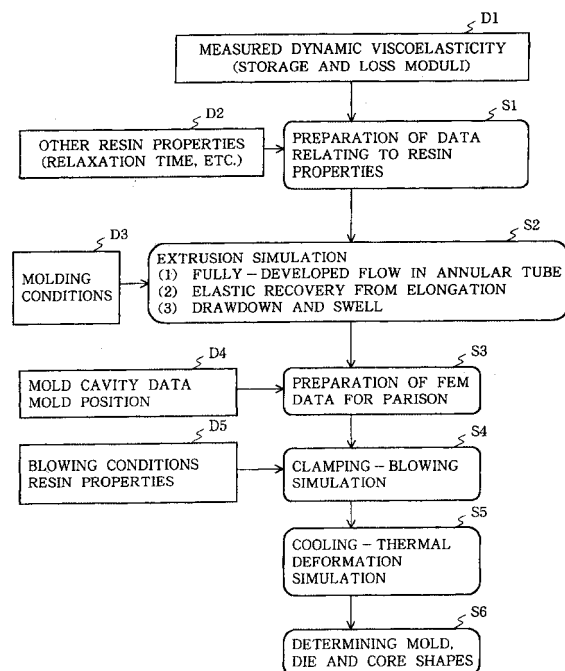 D1
MEASURED DYNAMIC VISCOELASTICITY
(STORAGE AND LOSS MODULI)
S1
D2
OTHER RESIN PROPERTIES
(RELAXATION TIME, ETC.)
PREPARATION OF DATA
RELATING TO RESIN
PROPERTIES
S2
D3
MOLDING
CONDITIONS
EXTRUSION SIMULATION
(1) FULLY-DEVELOPED FLOW IN ANNULAR TUBE
(2) ELASTIC RECOVERY FROM ELONGATION
(3) DRAWDOWN AND SWELL
D4
S3
MOLD CAVITY DATA
MOLD POSITION
PREPARATION OF FEM
DATA FOR PARISON
D5
S4
BLOWING CONDITIONS
RESIN PROPERTIES
CLAMPING-BLOWING
SIMULATION
S5
COOLING-THERMAL
DEFORMATION
SIMULATION
S6
DETERMINING MOLD,
DIE AND CORE SHAPES